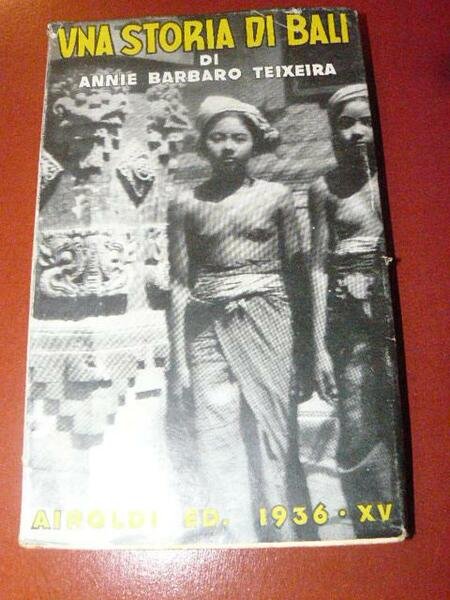 VNA STORIA DI BALI
DI
ANNIE BARBARO TEIXEIRA
AIROLDI ED. 1936 · XV